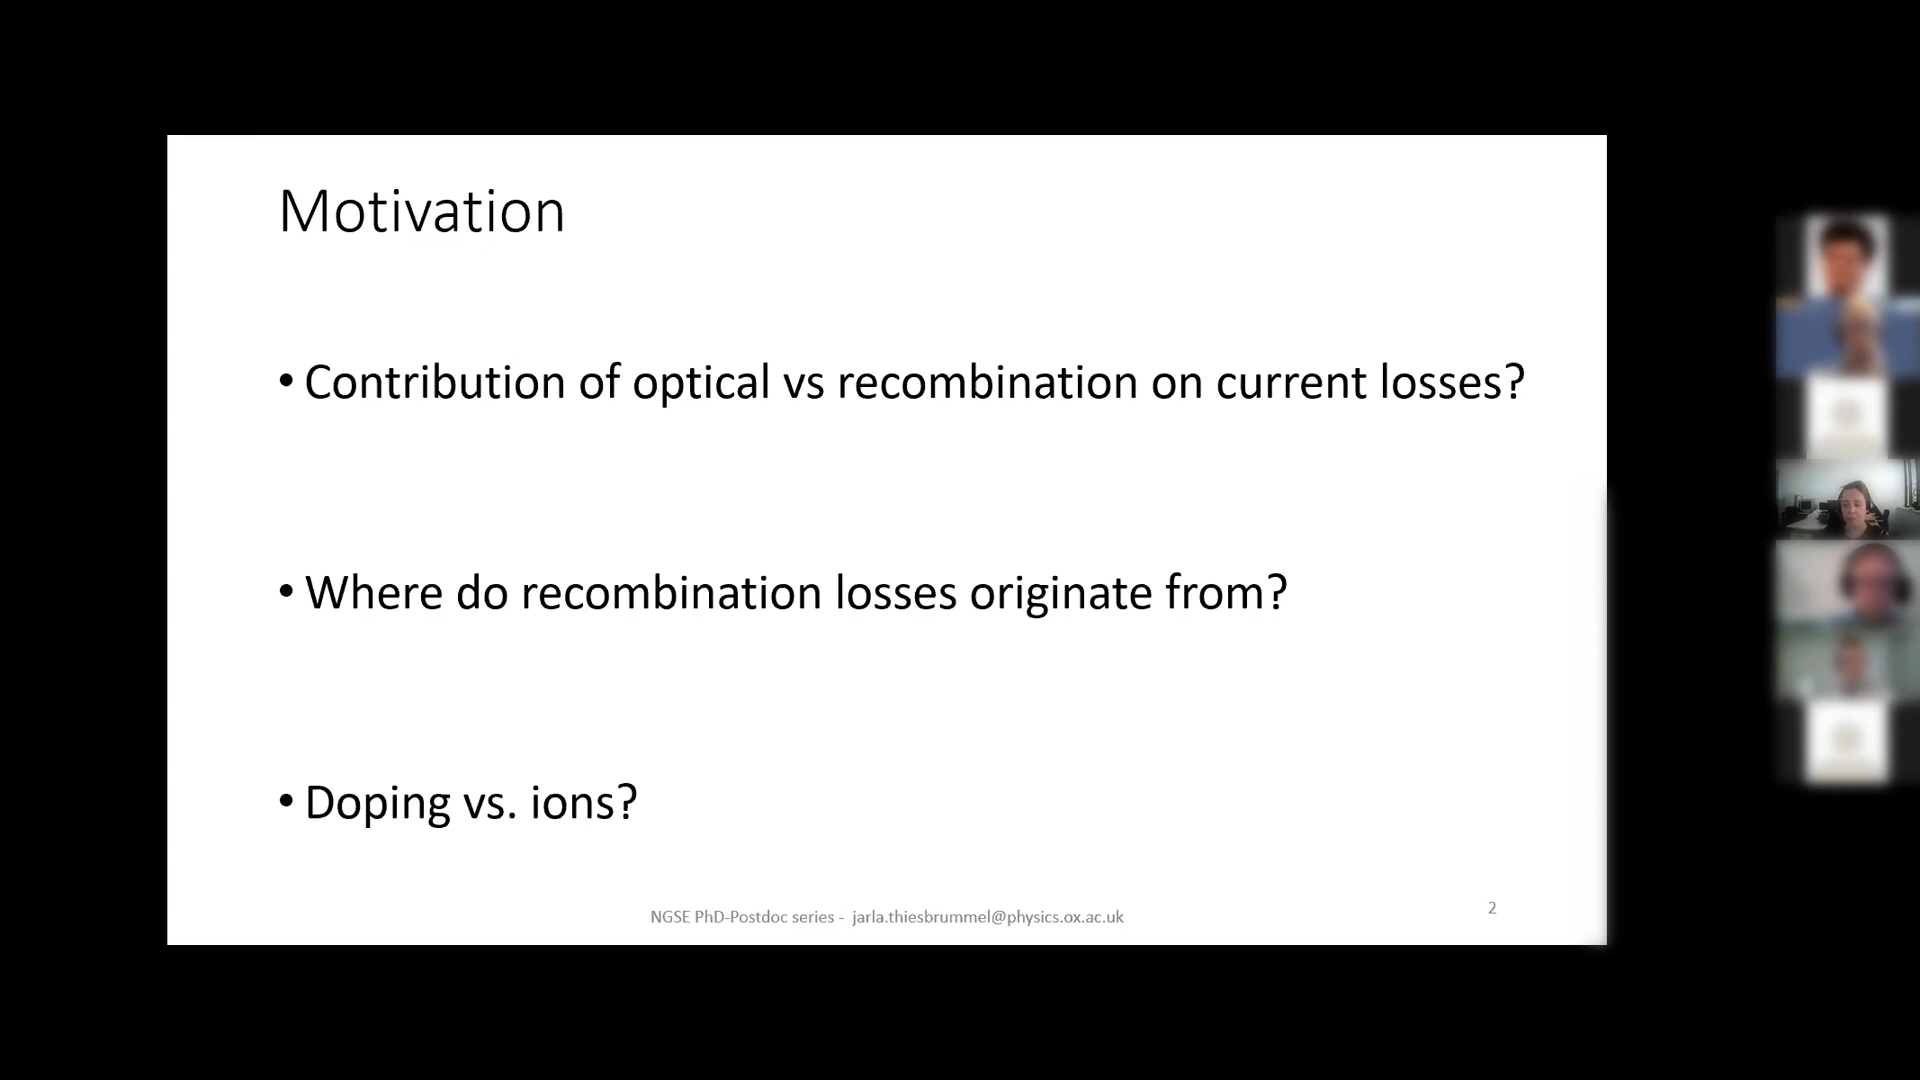 Motivation
• Contribution of optical vs recombination on current losses?
• Where do recombination losses originate from?
• Doping vs. ions?
NGSE PhD-Postdoc series - jarla.thiesbrummel@physics.ox.ac.uk
2